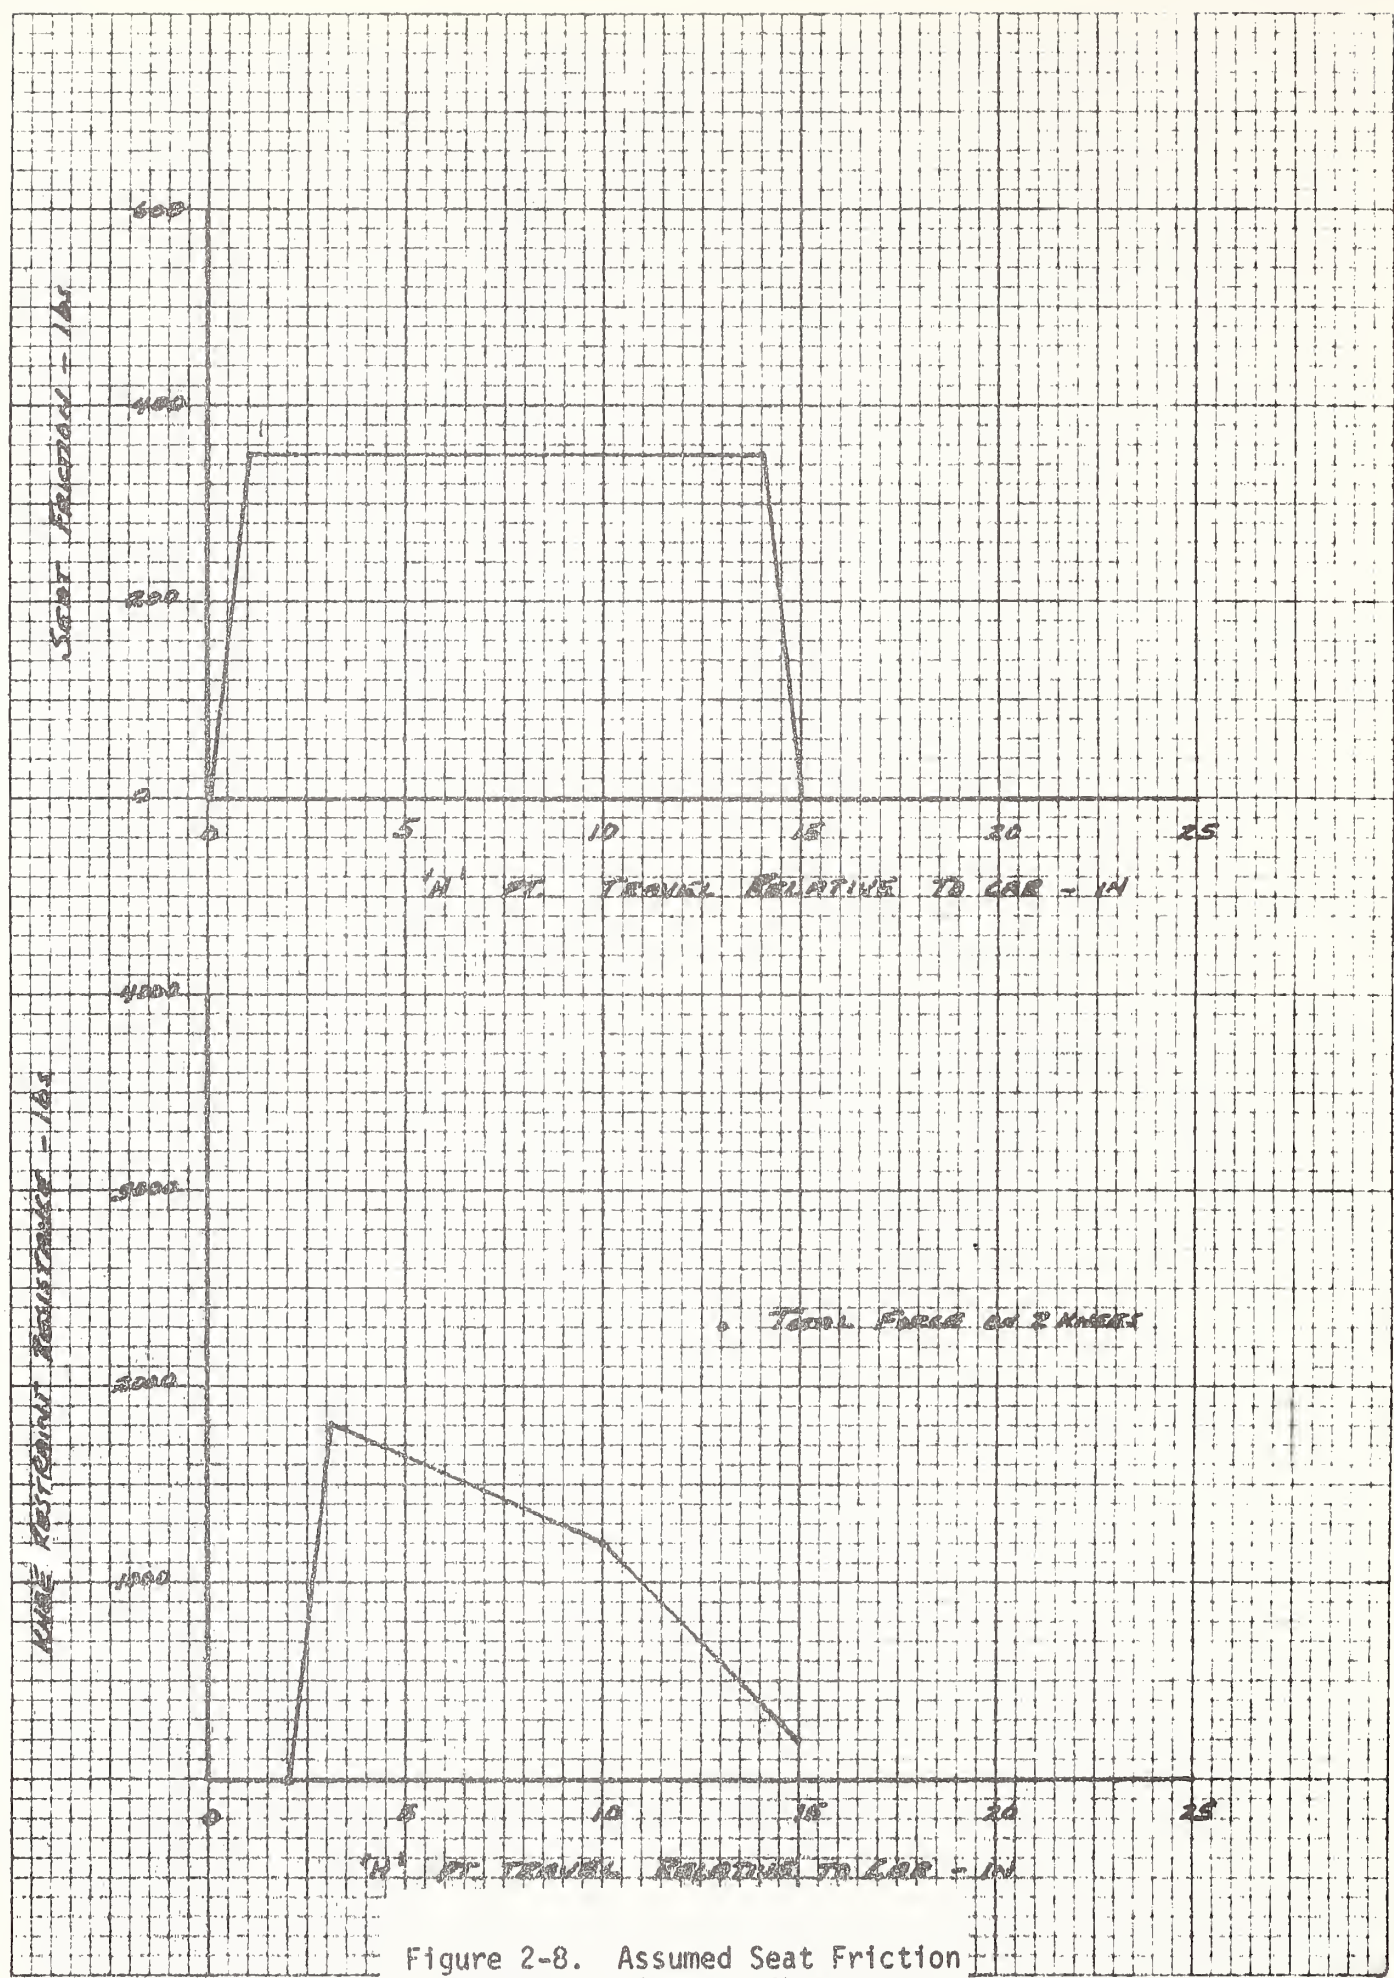 600
400
200
0
SEAT FRICTION - lbs
0 5 10 15 20 25
'H' PT. TRAVEL RELATIVE TO CAR - IN
4000
3000
2000
1000
KNEE RESTRAINT RESISTANCE - lbs
TOTAL FORCE ON 2 KNEES
0 5 10 15 20 25
'H' PT. TRAVEL RELATIVE TO CAR - IN
Figure 2-8. Assumed Seat Friction